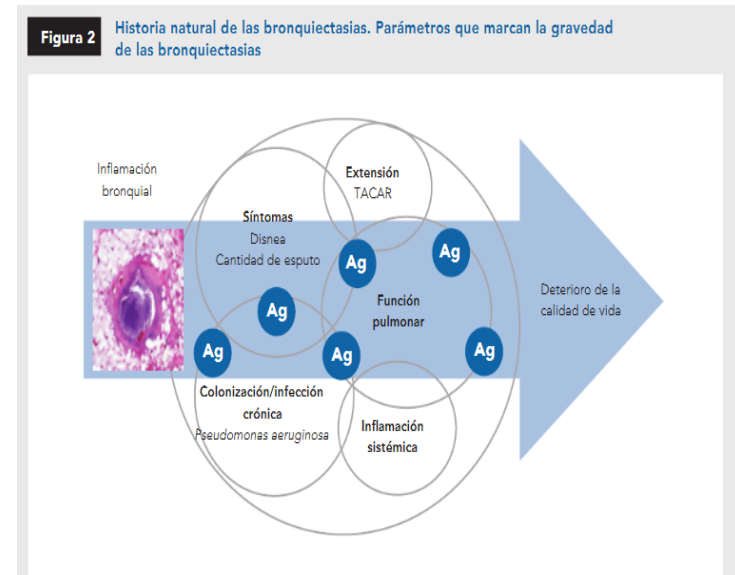 Figura 2
Historia natural de las bronquiectasias. Parámetros que marcan la gravedad
de las bronquiectasias
Inflamación
bronquial
Extensión
TACAR
Síntomas
Disnea
Cantidad de esputo
Ag
Ag
Ag
Función
pulmonar
Deterioro de la
calidad de vida
Ag
Ag
Ag
Colonización/infección
crónica
Pseudomonas aeruginosa
Inflamación
sistémica